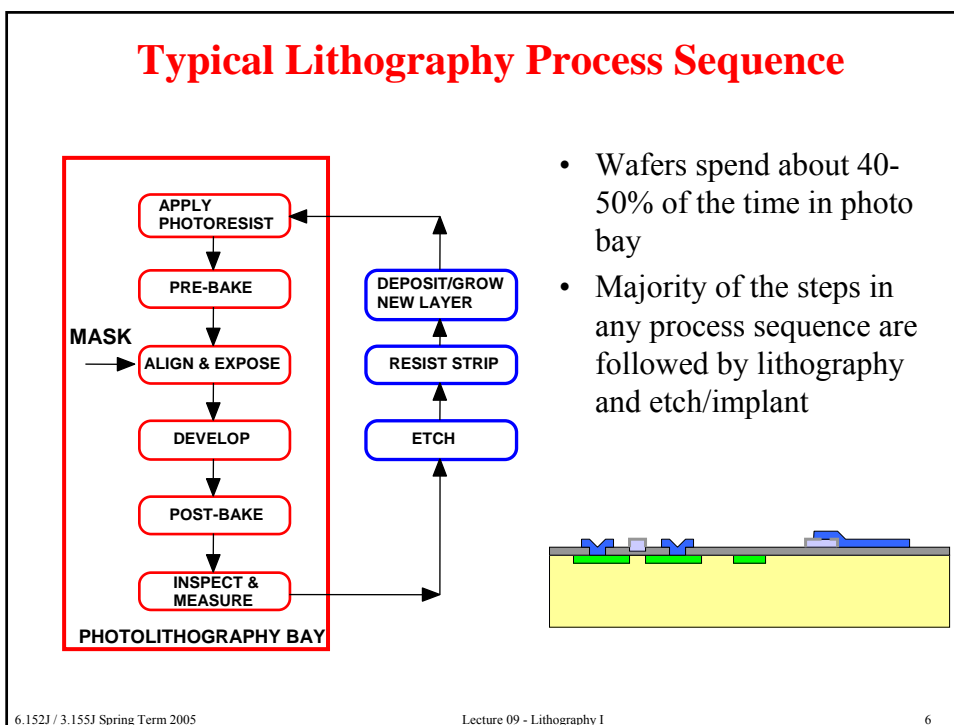 Typical Lithography Process Sequence
APPLY
PHOTORESIST
PRE-BAKE
MASK
ALIGN & EXPOSE
DEVELOP
POST-BAKE
INSPECT &
MEASURE
PHOTOLITHOGRAPHY BAY
DEPOSIT/GROW
NEW LAYER
RESIST STRIP
ETCH
• Wafers spend about 40-
50% of the time in photo
bay
• Majority of the steps in
any process sequence are
followed by lithography
and etch/implant
6.152J / 3.155J Spring Term 2005
Lecture 09 - Lithography I
6